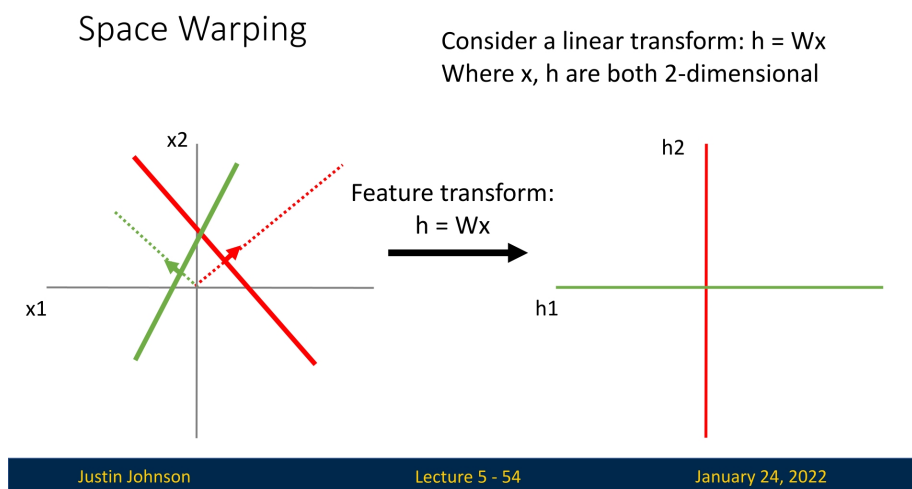 Space Warping
Consider a linear transform: h = Wx
Where x, h are both 2-dimensional
x2
x1
Feature transform:
h = Wx
h2
h1
Justin Johnson
Lecture 5 - 54
January 24, 2022